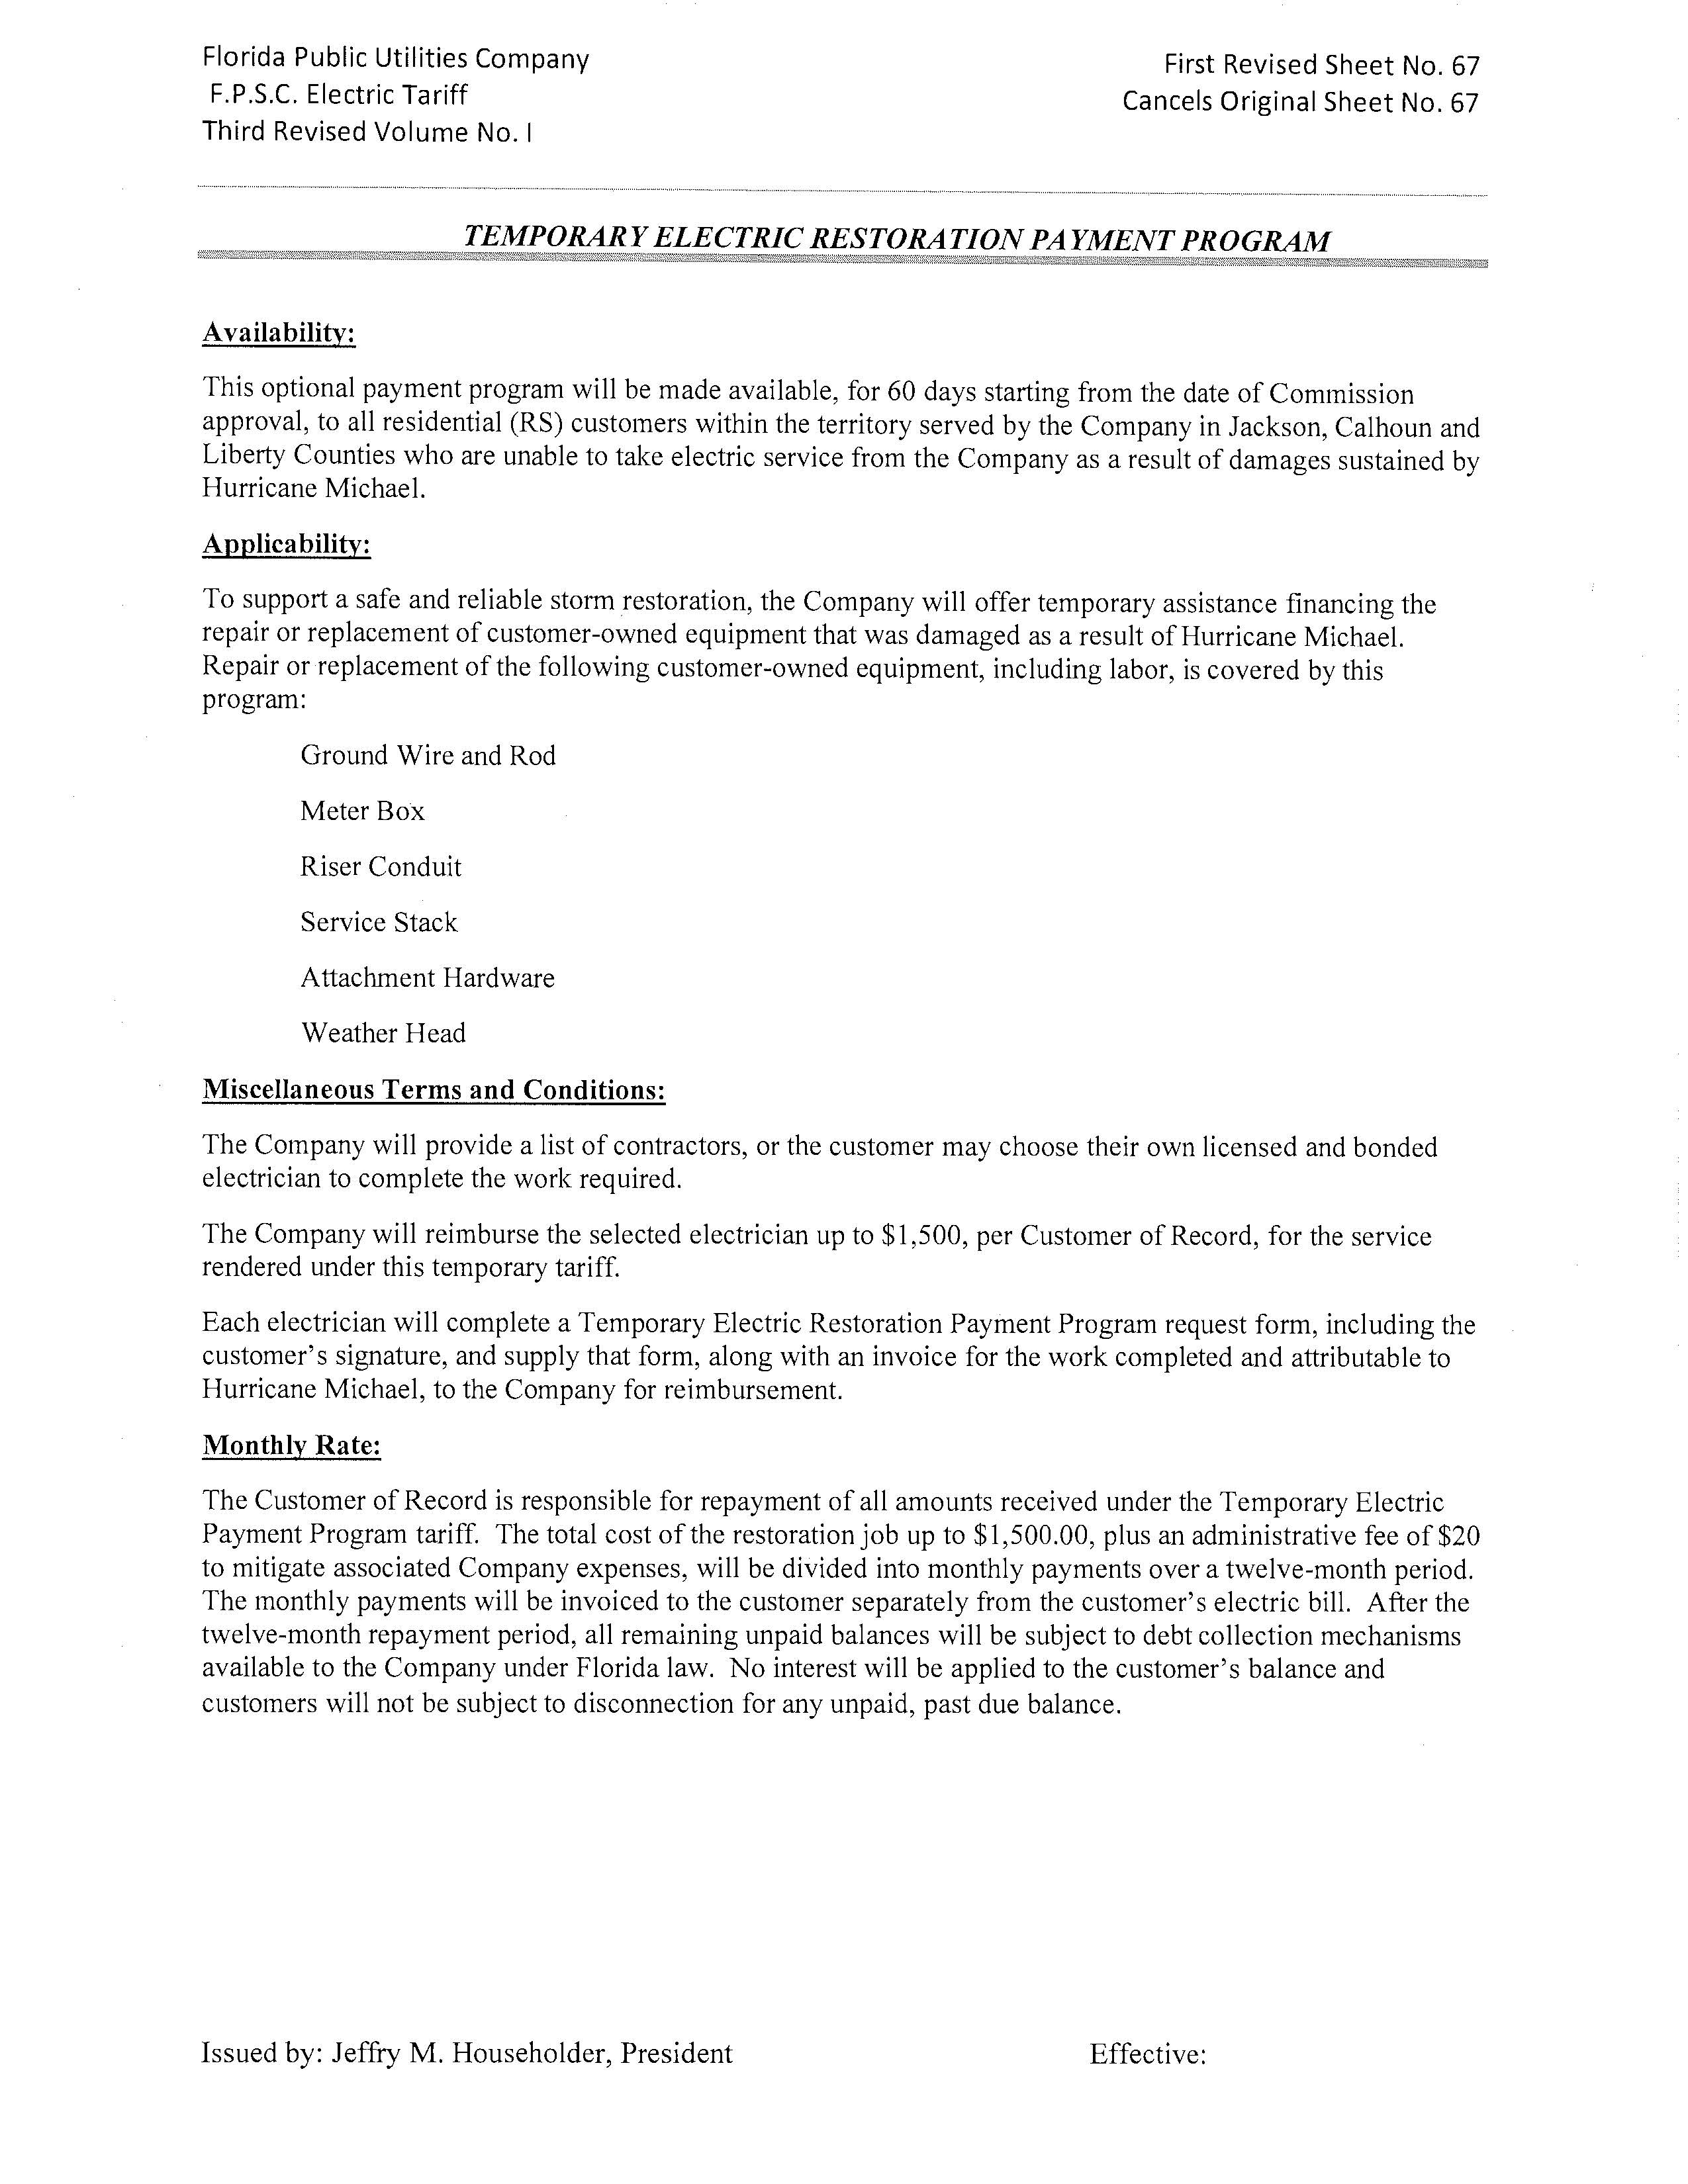 Florida Public Utilities Company
F.P.S.C. Electric Tariff
Third Revised Volume No. I
First Revised Sheet No. 67
Cancels Original Sheet No. 67
TEMPORARY ELECTRIC RESTORATION PAYMENT PROGRAM
Availability:
This optional payment program will be made available, for 60 days starting from the date of Commission
approval, to all residential (RS) customers within the territory served by the Company in Jackson, Calhoun and
Liberty Counties who are unable to take electric service from the Company as a result of damages sustained by
Hurricane Michael.
Applicability:
To support a safe and reliable storm restoration, the Company will offer temporary assistance financing the
repair or replacement of customer-owned equipment that was damaged as a result of Hurricane Michael.
Repair or replacement of the following customer-owned equipment, including labor, is covered by this
program:
Ground Wire and Rod
Meter Box
Riser Conduit
Service Stack
Attachment Hardware
Weather Head
Miscellaneous Terms and Conditions:
The Company will provide a list of contractors, or the customer may choose their own licensed and bonded
electrician to complete the work required.
The Company will reimburse the selected electrician up to $1,500, per Customer of Record, for the service
rendered under this temporary tariff.
Each electrician will complete a Temporary Electric Restoration Payment Program request form, including the
customer's signature, and supply that form, along with an invoice for the work completed and attributable to
Hurricane Michael, to the Company for reimbursement.
Monthly Rate:
The Customer of Record is responsible for repayment of all amounts received under the Temporary Electric
Payment Program tariff. The total cost of the restoration job up to $1,500.00, plus an administrative fee of $20
to mitigate associated Company expenses, will be divided into monthly payments over a twelve-month period.
The monthly payments will be invoiced to the customer separately from the customer's electric bill. After the
twelve-month repayment period, all remaining unpaid balances will be subject to debt collection mechanisms
available to the Company under Florida law. No interest will be applied to the customer's balance and
customers will not be subject to disconnection for any unpaid, past due balance.
Issued by: Jeffry M. Householder, President
Effective: